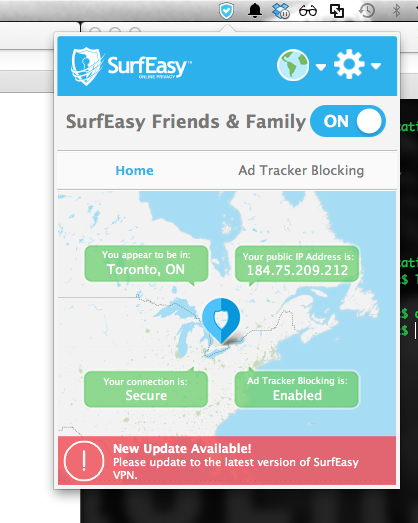 SurfEasy™
ONLINE PRIVACY
SurfEasy Friends & Family
ON
Home
Ad Tracker Blocking
You appear to be in:
Toronto, ON
Your public IP Address is:
184.75.209.212
Your connection is:
Secure
Ad Tracker Blocking is:
Enabled
New Update Available!
Please update to the latest version of SurfEasy
VPN.